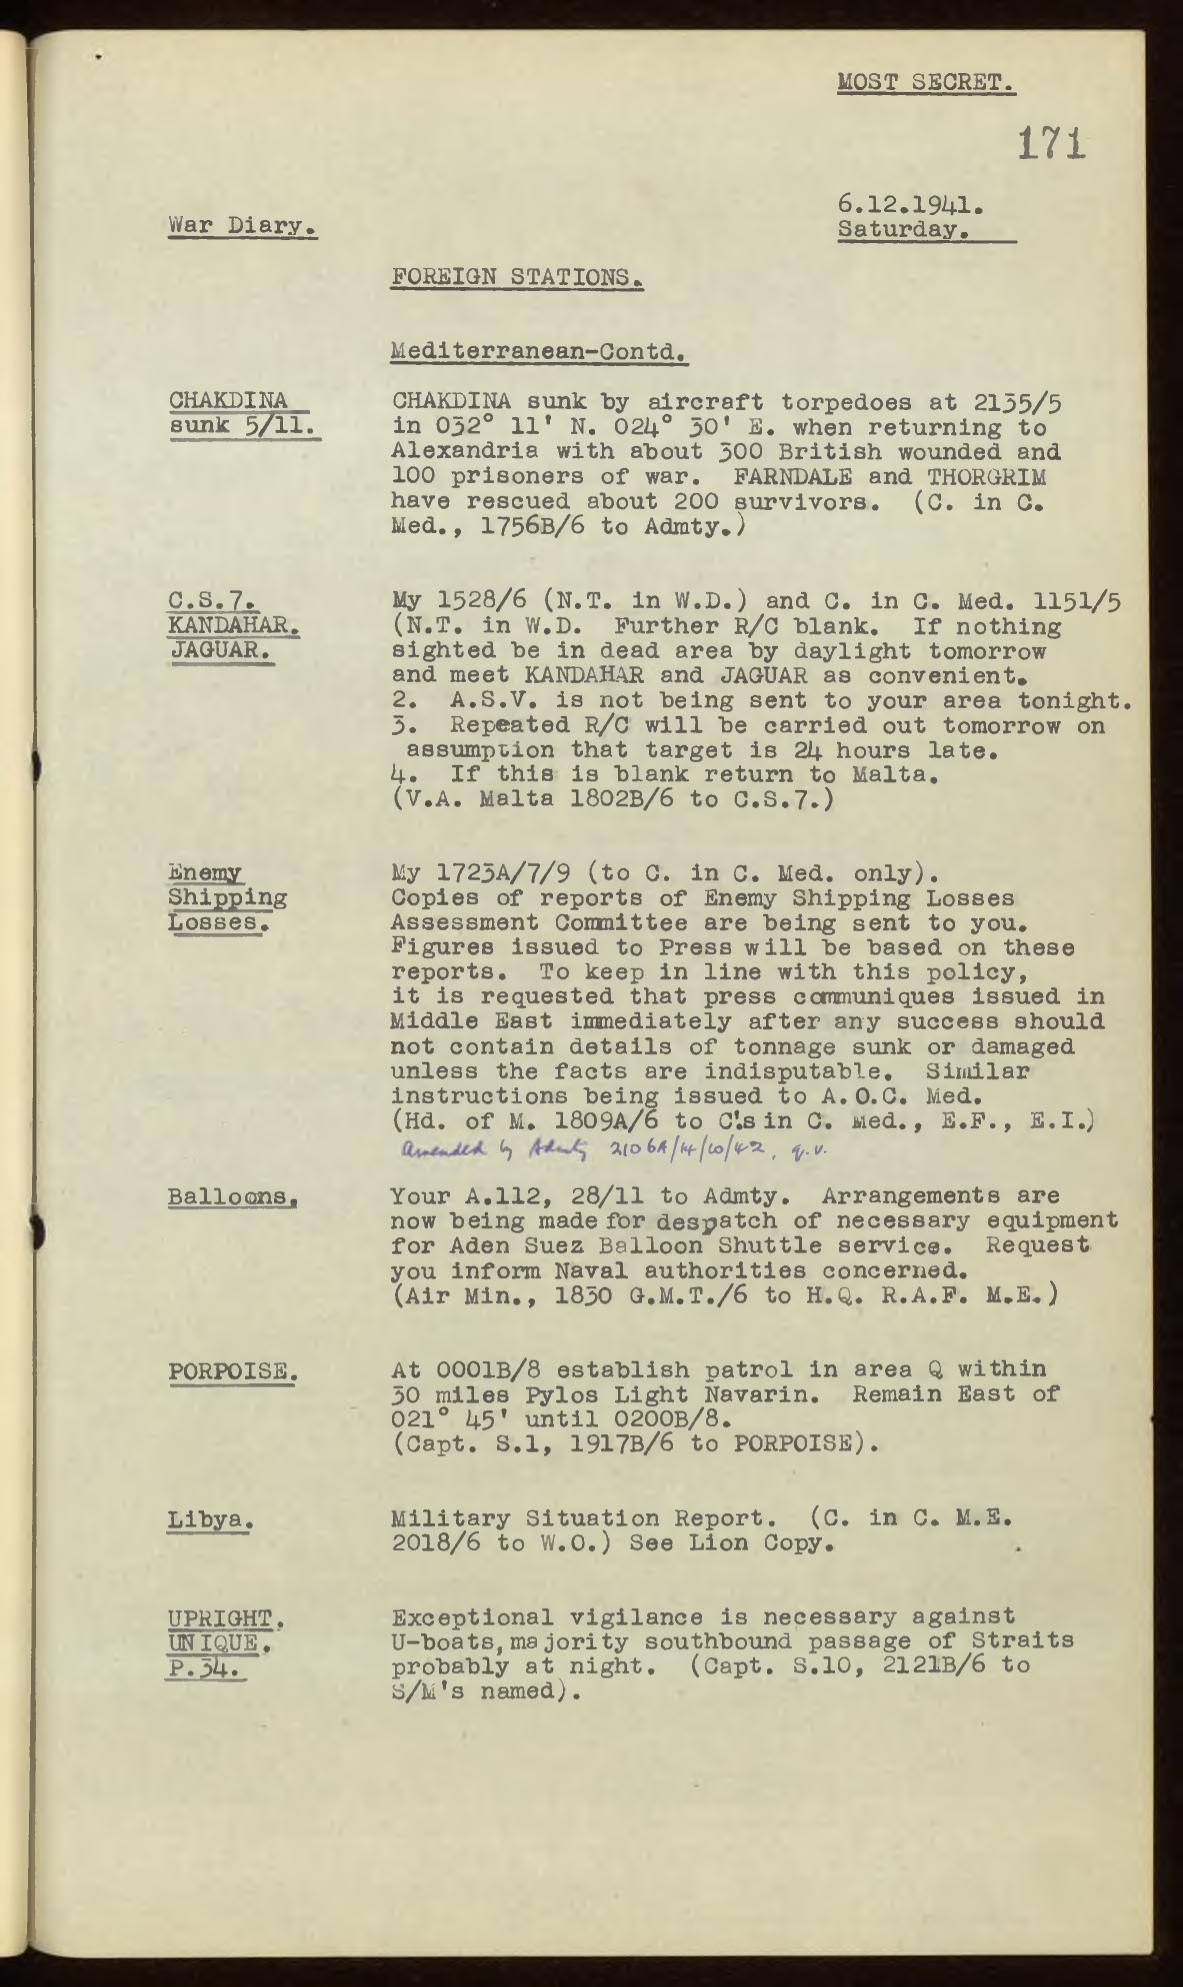 MOST SECRET.
171
6.12.1941.
War Diary.
Saturday.
FOREIGN STATIONS.
Mediterranean-Contd.
CHAKDINA
sunk 5/11.
CHAKDINA sunk by aircraft torpedoes at 2135/5
in 032° 11' N. 024° 30' E. when returning to
Alexandria with about 300 British wounded and
100 prisoners of war. FARNDALE and THORGRIM
have rescued about 200 survivors. (C. in C.
Med., 1756B/6 to Admty.)
C.S.7.
KANDAHAR.
JAGUAR.
My 1528/6 (N.T. in W.D.) and C. in C. Med. 1151/5
(N.T. in W.D. Further R/C blank. If nothing
sighted be in dead area by daylight tomorrow
and meet KANDAHAR and JAGUAR as convenient.
2. A.S.V. is not being sent to your area tonight.
3. Repeated R/C will be carried out tomorrow on
assumption that target is 24 hours late.
4. If this is blank return to Malta.
(V.A. Malta 1802B/6 to C.S.7.)
Enemy
Shipping
Losses.
My 1723A/7/9 (to C. in C. Med. only).
Copies of reports of Enemy Shipping Losses
Assessment Committee are being sent to you.
Figures issued to Press will be based on these
reports. To keep in line with this policy,
it is requested that press communiques issued in
Middle East immediately after any success should
not contain details of tonnage sunk or damaged
unless the facts are indisputable. Similar
instructions being issued to A.O.C. Med.
(Hd. of M. 1809A/6 to C's in C. Med., E.F., E.I.)
Amended by Admty 2106A/14/10/42, q.v.
Balloons.
Your A.112, 28/11 to Admty. Arrangements are
now being made for despatch of necessary equipment
for Aden Suez Balloon Shuttle service. Request
you inform Naval authorities concerned.
(Air Min., 1830 G.M.T./6 to H.Q. R.A.F. M.E.)
PORPOISE.
At 0001B/8 establish patrol in area Q within
30 miles Pylos Light Navarin. Remain East of
021° 45' until 0200B/8.
(Capt. S.1, 1917B/6 to PORPOISE).
Libya.
Military Situation Report. (C. in C. M.E.
2018/6 to W.O.) See Lion Copy.
UPRIGHT.
UNIQUE.
P.34.
Exceptional vigilance is necessary against
U-boats, majority southbound passage of Straits
probably at night. (Capt. S.10, 2121B/6 to
S/M's named).